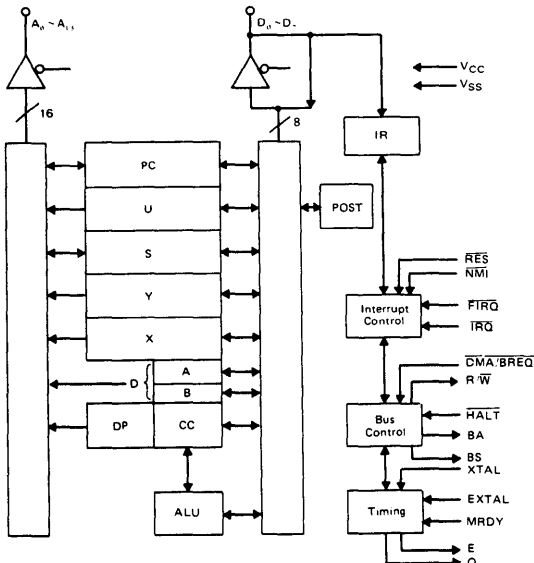 A₀~A₁₅
D₀~D₇
VCC
VSS
16
8
IR
PC
POST
U
S
RES
NMI
Y
Interrupt
Control
FIRQ
IRQ
X
D
A
B
DMA/BREQ
R/W
DP
CC
Bus
Control
HALT
BA
BS
XTAL
ALU
Timing
EXTAL
MRDY
E
Q